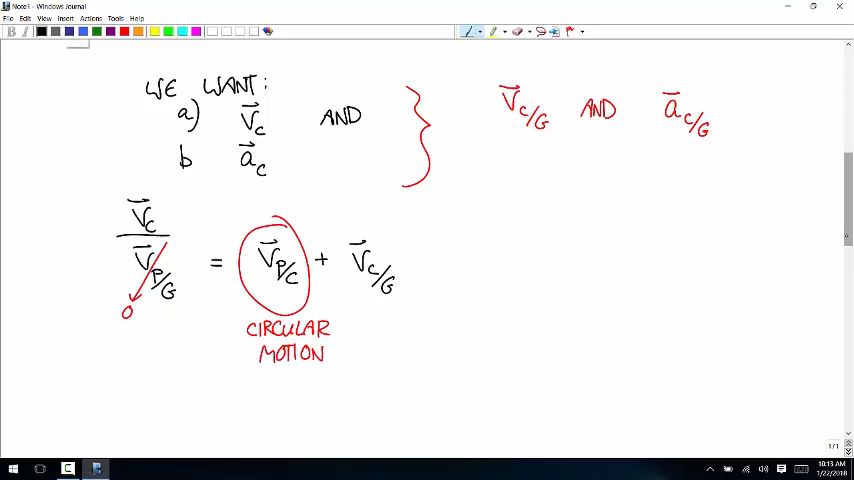 Note1 - Windows Journal
File Edit View Insert Actions Tools Help
WE WANT:
a) V⃗C AND
b a⃗C
V⃗C/G AND a⃗C/G
V⃗C
V⃗P/G = V⃗P/C + V⃗C/G
0
CIRCULAR
MOTION
1/1
10:13 AM
1/22/2018